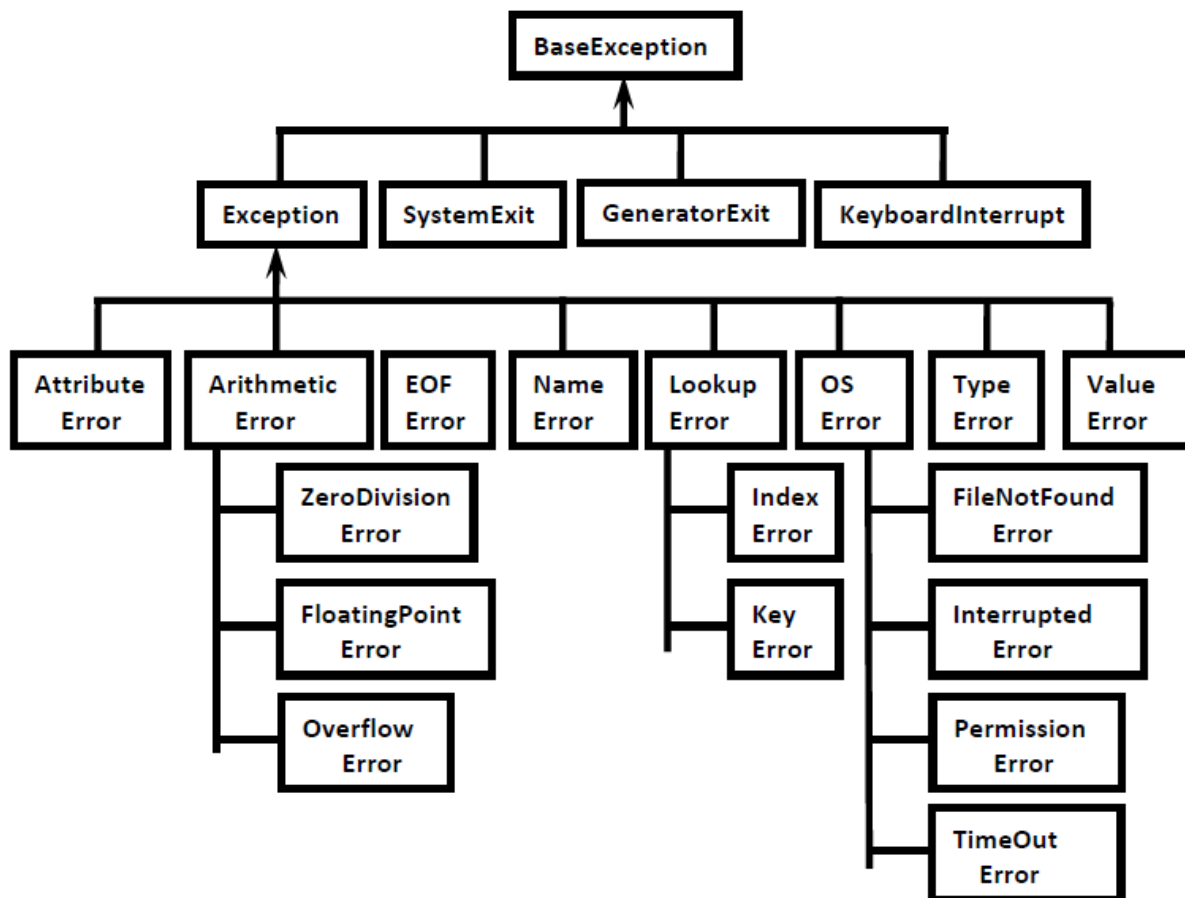 BaseException
Exception
SystemExit
GeneratorExit
KeyboardInterrupt
Attribute
Error
Arithmetic
Error
EOF
Error
Name
Error
Lookup
Error
OS
Error
Type
Error
Value
Error
ZeroDivision
Error
FloatingPoint
Error
Overflow
Error
Index
Error
Key
Error
FileNotFound
Error
Interrupted
Error
Permission
Error
TimeOut
Error